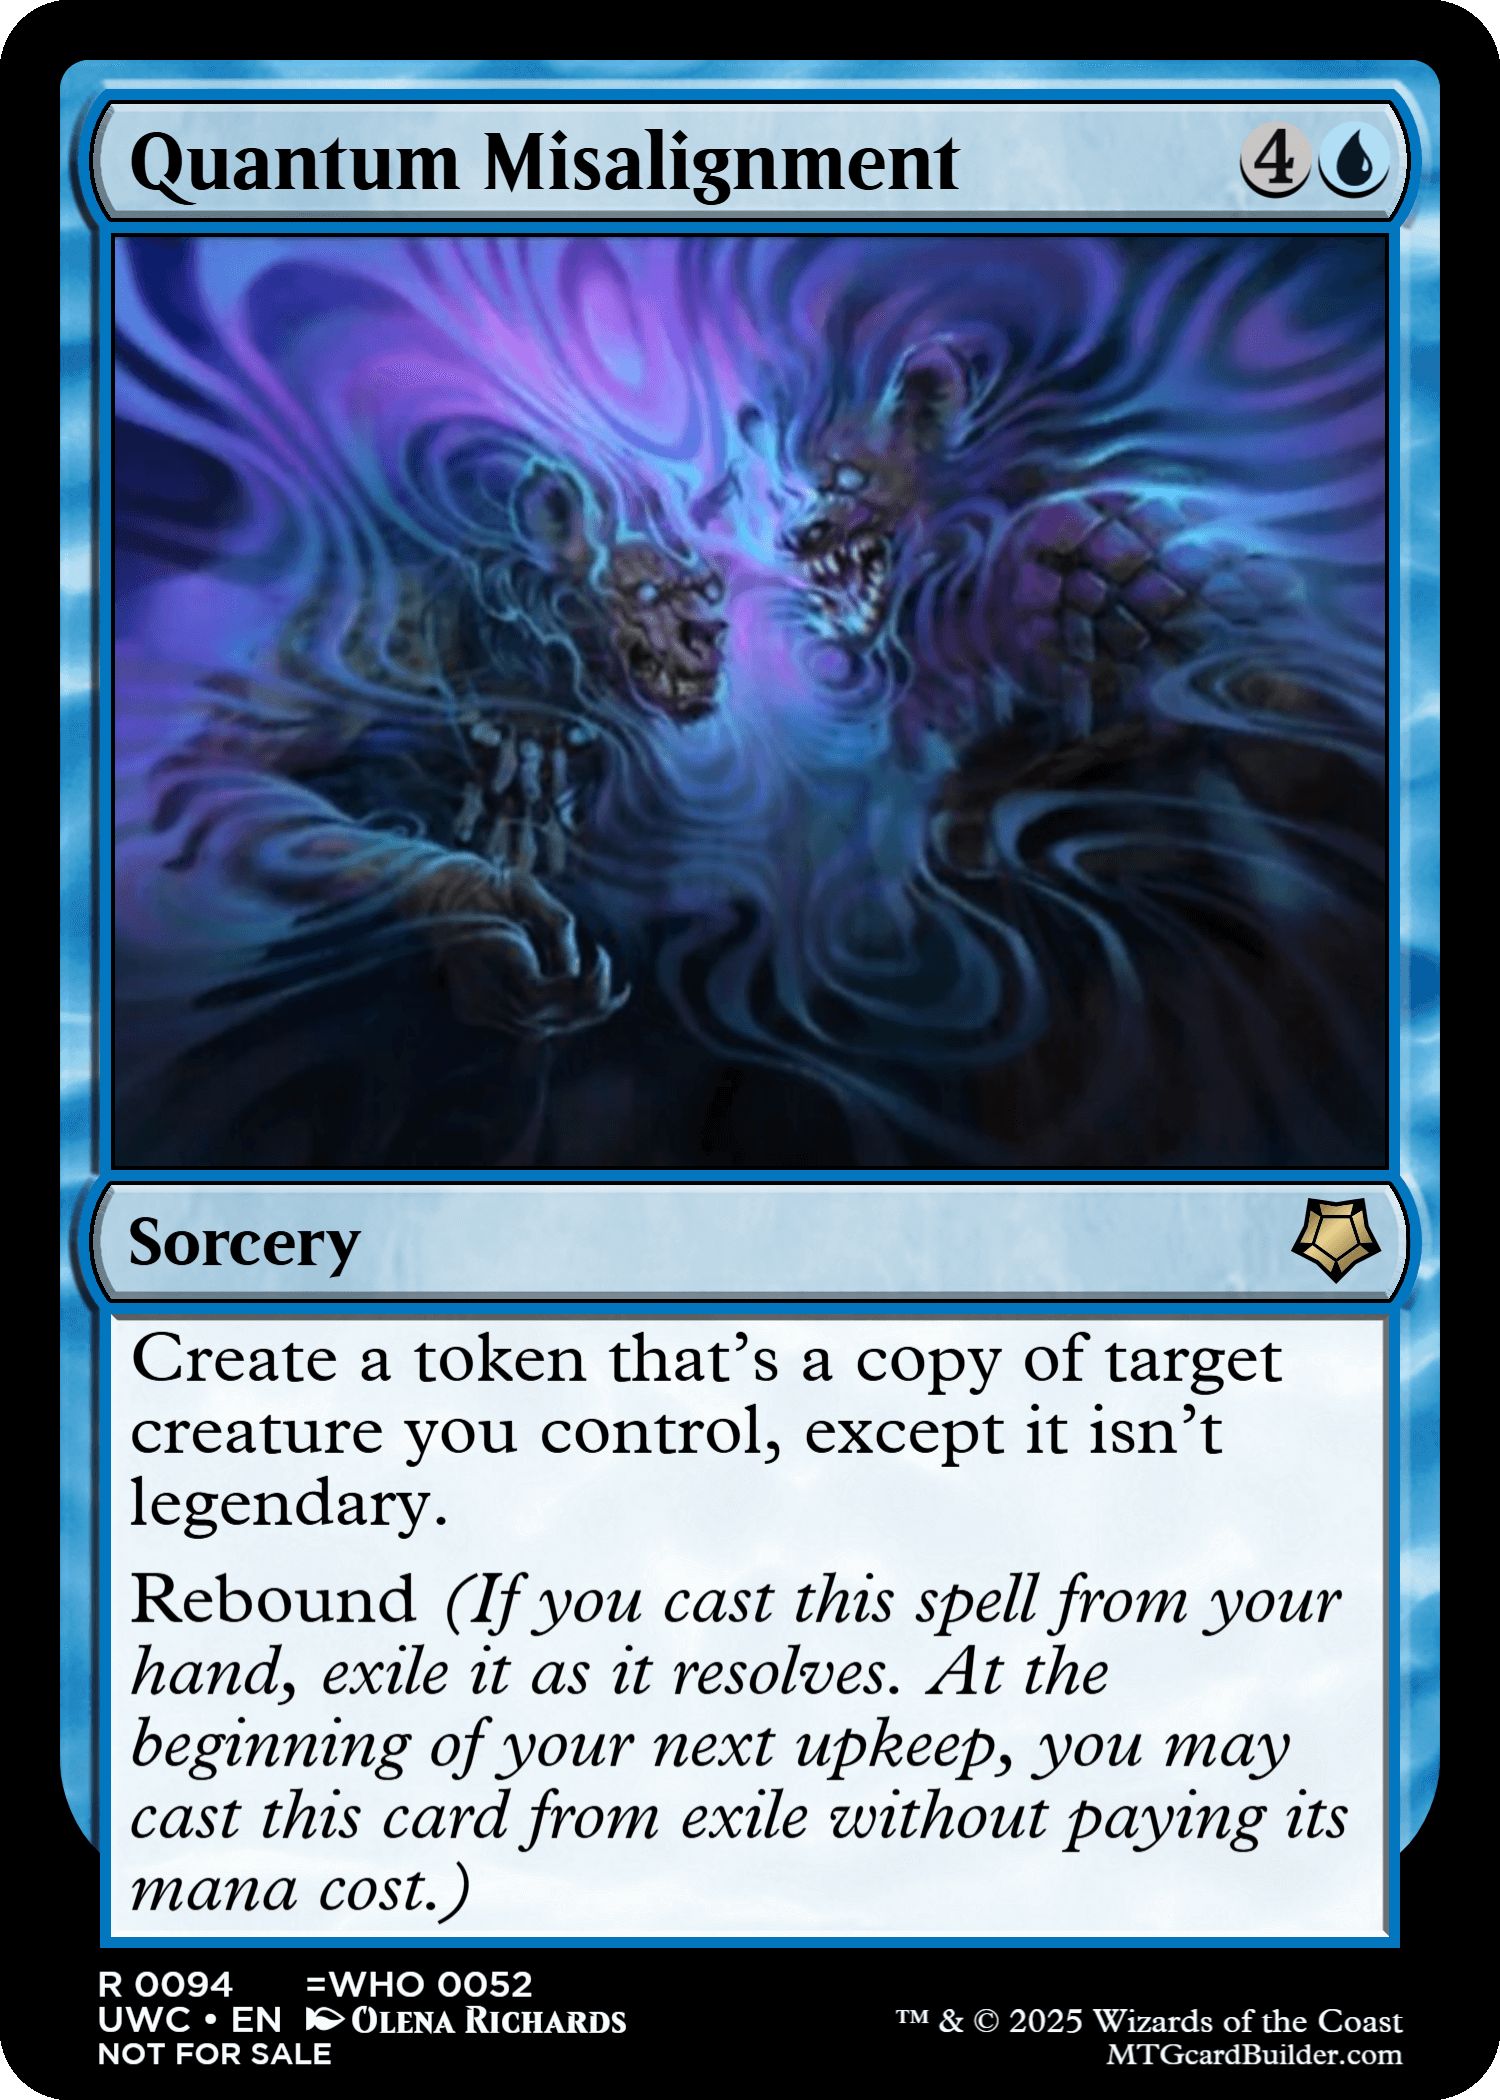 Quantum Misalignment 4
Sorcery
Create a token that’s a copy of target
creature you control, except it isn’t
legendary.
Rebound (If you cast this spell from your
hand, exile it as it resolves. At the
beginning of your next upkeep, you may
cast this card from exile without paying its
mana cost.)
R 0094 =WHO 0052
UWC • EN Olena Richards
NOT FOR SALE
™ & © 2025 Wizards of the Coast
MTGcardBuilder.com